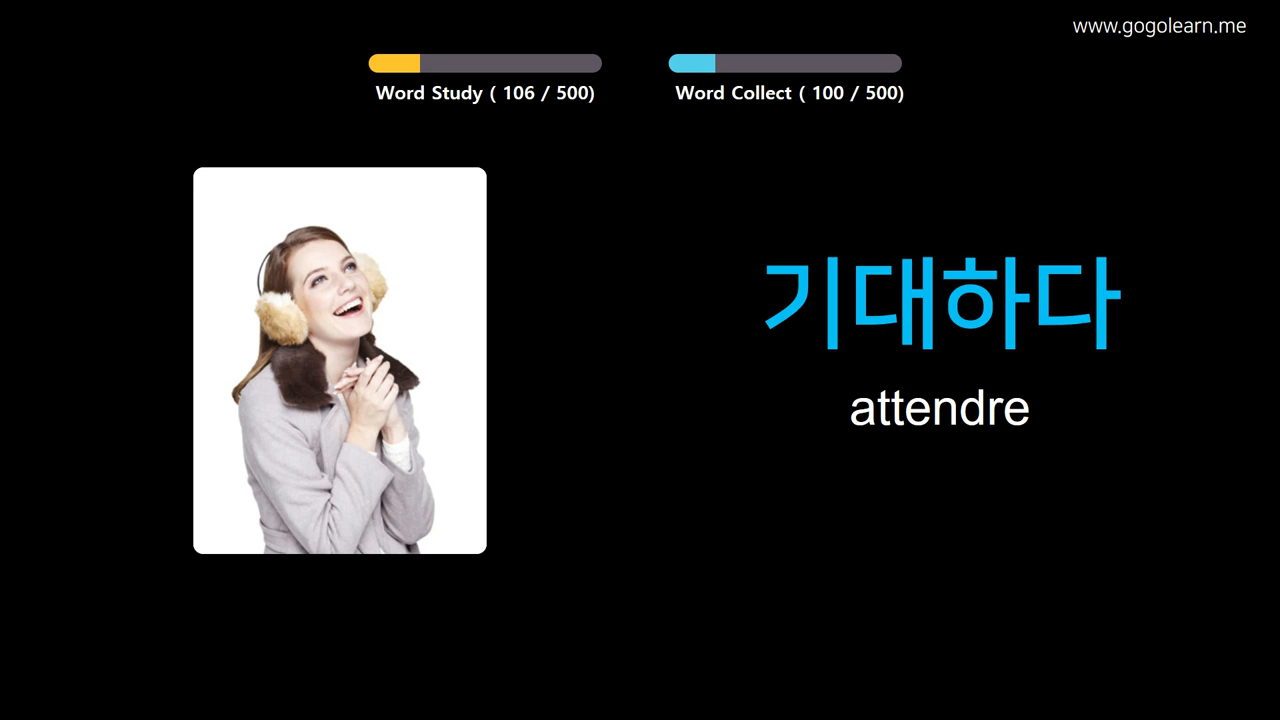 www.gogolearn.me
Word Study ( 106 / 500)
Word Collect ( 100 / 500)
기대하다
attendre